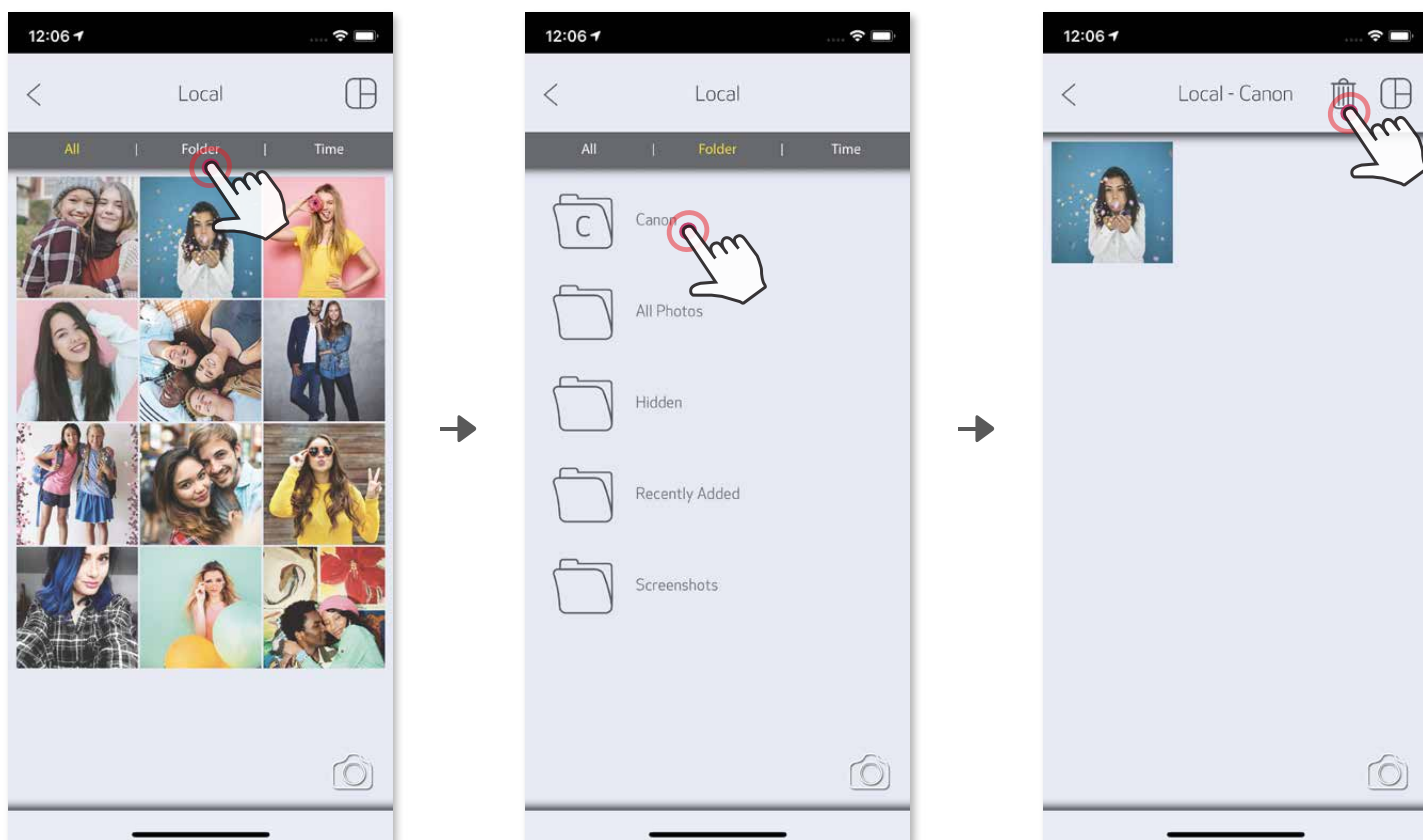 12:06
Local
All | Folder | Time
12:06
Local
All | Folder | Time
C
Canon
All Photos
Hidden
Recently Added
Screenshots
12:06
Local - Canon